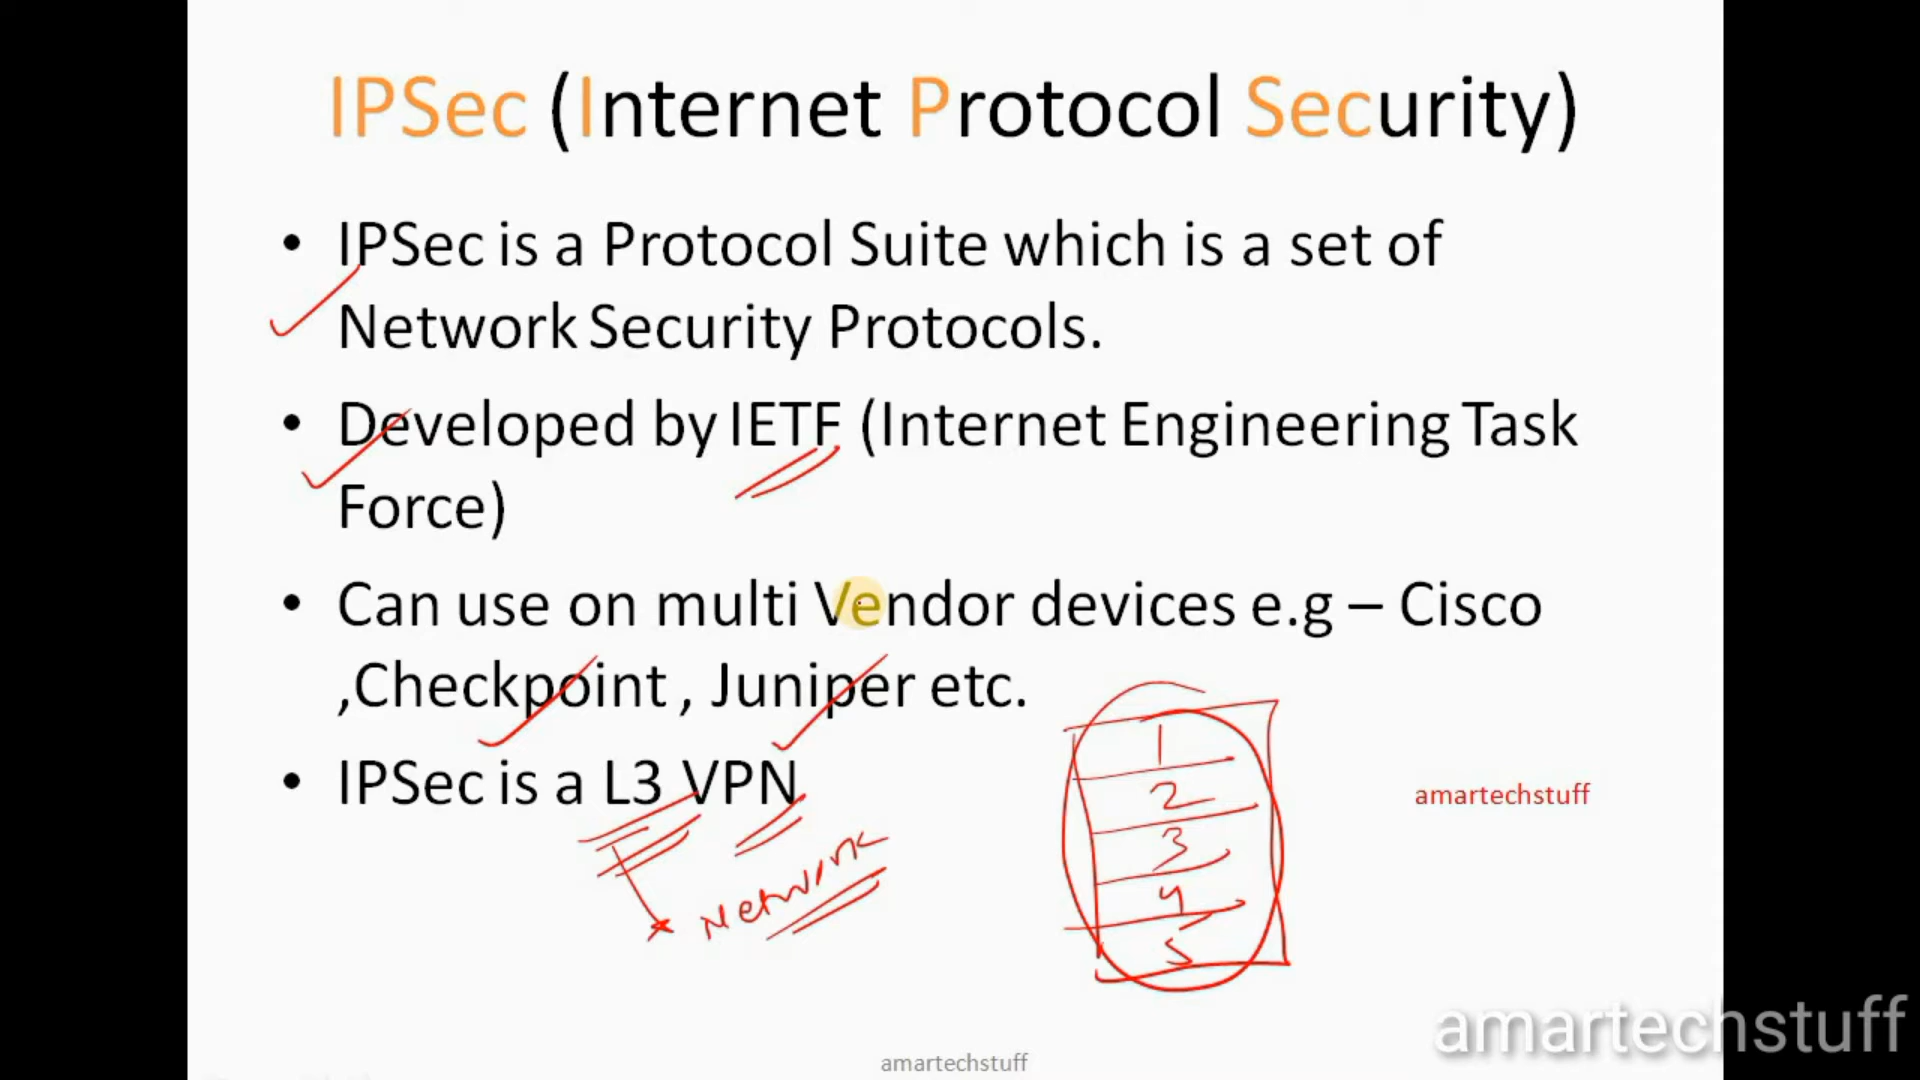 IPSec (Internet Protocol Security)
• IPSec is a Protocol Suite which is a set of
Network Security Protocols.
• Developed by IETF (Internet Engineering Task
Force)
• Can use on multi Vendor devices e.g – Cisco
,Checkpoint , Juniper etc.
• IPSec is a L3 VPN
Network
1
2
3
4
5
amartechstuff
amartechstuff
amartechstuff